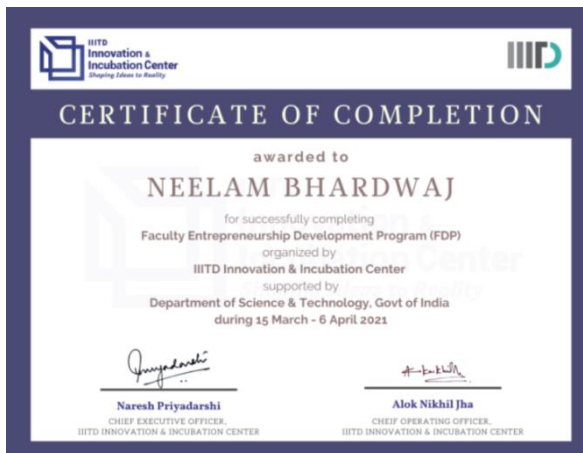 IIITD
Innovation &
Incubation Center
Shaping Ideas to Reality
IIITD
CERTIFICATE OF COMPLETION
awarded to
NEELAM BHARDWAJ
for successfully completing
Faculty Entrepreneurship Development Program (FDP)
organized by
IIITD Innovation & Incubation Center
supported by
Department of Science & Technology, Govt of India
during 15 March - 6 April 2021
Naresh Priyadarshi
CHIEF EXECUTIVE OFFICER,
IIITD INNOVATION & INCUBATION CENTER
Alok Nikhil Jha
CHEIF OPERATING OFFICER,
IIITD INNOVATION & INCUBATION CENTER